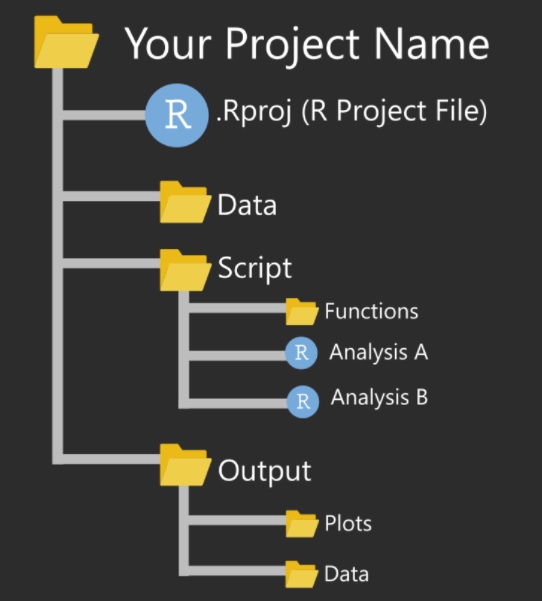 Your Project Name
R .Rproj (R Project File)
Data
Script
Functions
R Analysis A
R Analysis B
Output
Plots
Data